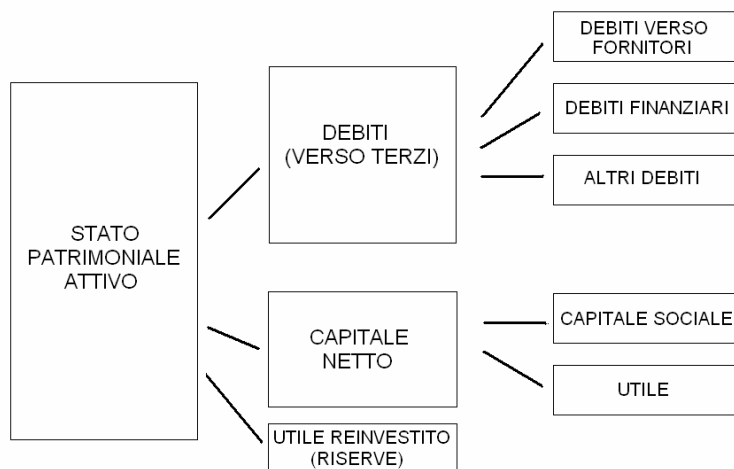 STATO
PATRIMONIALE
ATTIVO
DEBITI
(VERSO TERZI)
DEBITI VERSO
FORNITORI
DEBITI FINANZIARI
ALTRI DEBITI
CAPITALE
NETTO
CAPITALE SOCIALE
UTILE
UTILE REINVESTITO
(RISERVE)